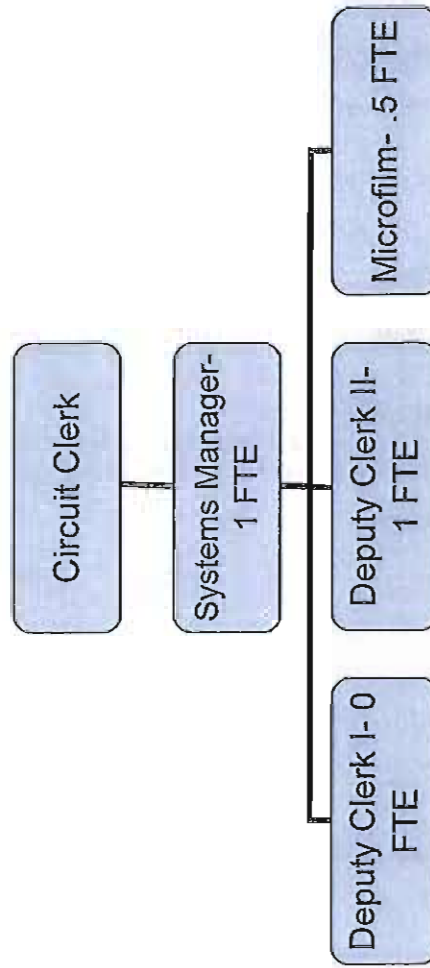 Circuit Clerk
Systems Manager-
1 FTE
Deputy Clerk I- 0
FTE
Deputy Clerk II-
1 FTE
Microfilm- .5 FTE